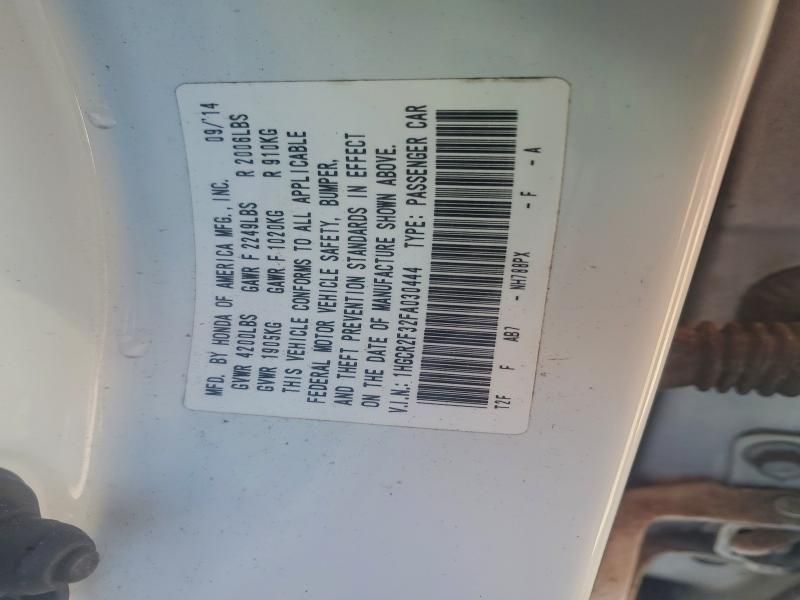 MFD. BY HONDA OF AMERICA MFG., INC. 09/'14
GVWR 4200LBS GAWR F 2249LBS R 2006LBS
GVWR 1905KG GAWR F 1020KG R 910KG
THIS VEHICLE CONFORMS TO ALL APPLICABLE
FEDERAL MOTOR VEHICLE SAFETY, BUMPER,
AND THEFT PREVENTION STANDARDS IN EFFECT
ON THE DATE OF MANUFACTURE SHOWN ABOVE.
V.I.N.: 1HGCR2F32FA030444 TYPE: PASSENGER CAR
T2F F AB7 - NH788PX - F - A